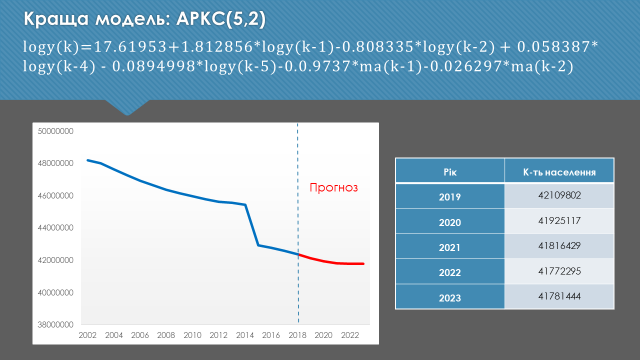 Краща модель: АРКС(5,2)
logy(k)=17.61953+1.812856*logy(k-1)-0.808335*logy(k-2) + 0.058387*
logy(k-4) - 0.0894998*logy(k-5)-0.0.9737*ma(k-1)-0.026297*ma(k-2)
50000000
48000000
46000000
44000000
42000000
40000000
38000000
Прогноз
2002 2004 2006 2008 2010 2012 2014 2016 2018 2020 2022
Рік К-ть населення
2019 42109802
2020 41925117
2021 41816429
2022 41772295
2023 41781444